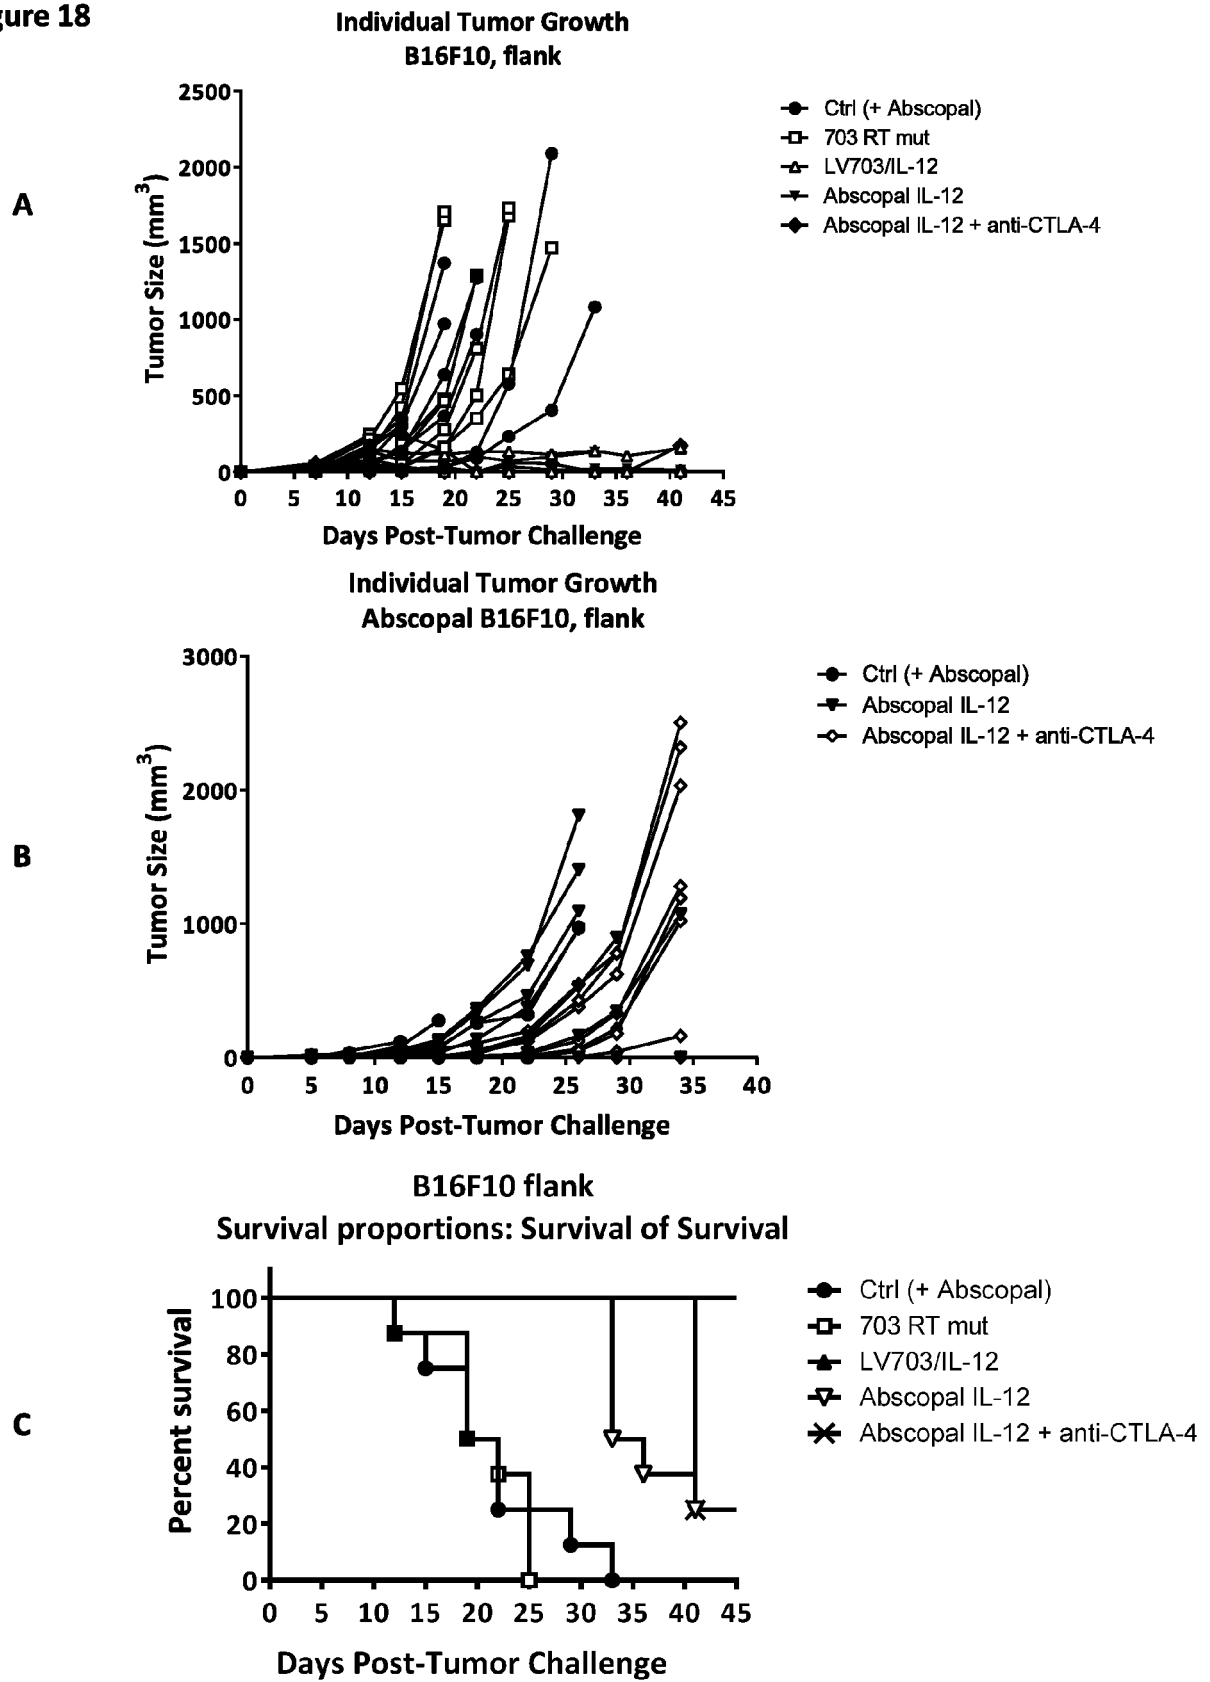 gure 18
Individual Tumor Growth
B16F10, flank
A
Tumor Size (mm3)
2500
2000
1500
1000
500
0
0 5 10 15 20 25 30 35 40 45
Days Post-Tumor Challenge
Ctrl (+ Abscopal)
703 RT mut
LV703/IL-12
Abscopal IL-12
Abscopal IL-12 + anti-CTLA-4
Individual Tumor Growth
Abscopal B16F10, flank
B
Tumor Size (mm3)
3000
2000
1000
0
0 5 10 15 20 25 30 35 40
Days Post-Tumor Challenge
Ctrl (+ Abscopal)
Abscopal IL-12
Abscopal IL-12 + anti-CTLA-4
B16F10 flank
Survival proportions: Survival of Survival
C
Percent survival
100
80
60
40
20
0
0 5 10 15 20 25 30 35 40 45
Days Post-Tumor Challenge
Ctrl (+ Abscopal)
703 RT mut
LV703/IL-12
Abscopal IL-12
Abscopal IL-12 + anti-CTLA-4